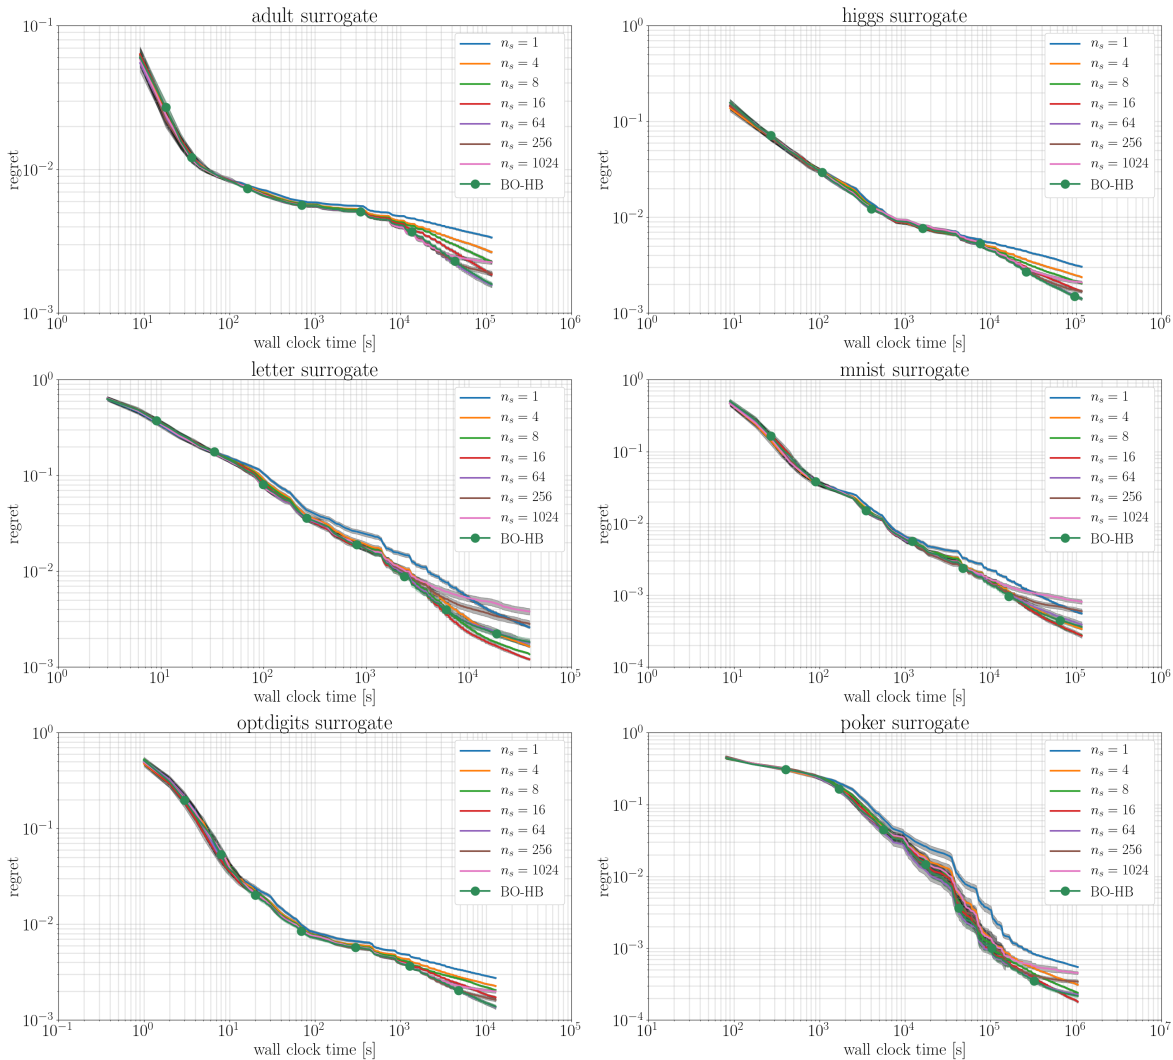 adult surrogate
10^{-1}
10^{-2}
10^{-3}
regret
n_s = 1
n_s = 4
n_s = 8
n_s = 16
n_s = 64
n_s = 256
n_s = 1024
BO-HB
10^0 10^1 10^2 10^3 10^4 10^5 10^6
wall clock time [s]
higgs surrogate
10^0
10^{-1}
10^{-2}
10^{-3}
regret
n_s = 1
n_s = 4
n_s = 8
n_s = 16
n_s = 64
n_s = 256
n_s = 1024
BO-HB
10^0 10^1 10^2 10^3 10^4 10^5 10^6
wall clock time [s]
letter surrogate
10^0
10^{-1}
10^{-2}
10^{-3}
regret
n_s = 1
n_s = 4
n_s = 8
n_s = 16
n_s = 64
n_s = 256
n_s = 1024
BO-HB
10^0 10^1 10^2 10^3 10^4 10^5
wall clock time [s]
mnist surrogate
10^0
10^{-1}
10^{-2}
10^{-3}
10^{-4}
regret
n_s = 1
n_s = 4
n_s = 8
n_s = 16
n_s = 64
n_s = 256
n_s = 1024
BO-HB
10^0 10^1 10^2 10^3 10^4 10^5 10^6
wall clock time [s]
optdigits surrogate
10^0
10^{-1}
10^{-2}
10^{-3}
regret
n_s = 1
n_s = 4
n_s = 8
n_s = 16
n_s = 64
n_s = 256
n_s = 1024
BO-HB
10^{-1} 10^0 10^1 10^2 10^3 10^4 10^5
wall clock time [s]
poker surrogate
10^0
10^{-1}
10^{-2}
10^{-3}
10^{-4}
regret
n_s = 1
n_s = 4
n_s = 8
n_s = 16
n_s = 64
n_s = 256
n_s = 1024
BO-HB
10^1 10^2 10^3 10^4 10^5 10^6 10^7
wall clock time [s]